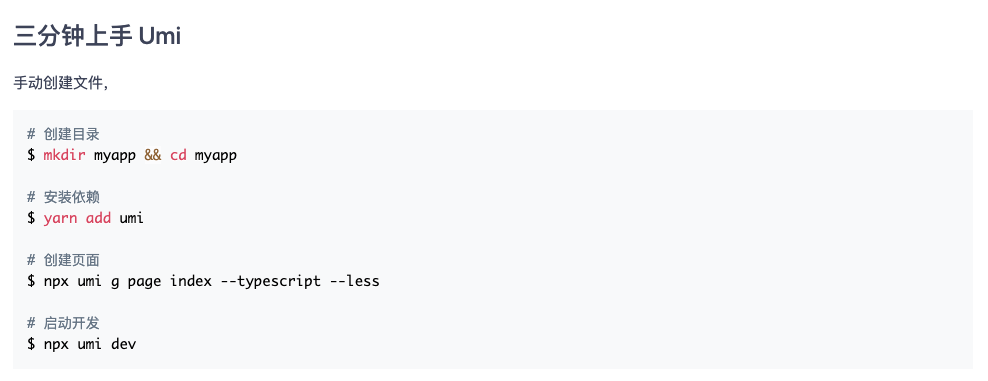 三分钟上手 Umi
手动创建文件，
# 创建目录
$ mkdir myapp && cd myapp
# 安装依赖
$ yarn add umi
# 创建页面
$ npx umi g page index --typescript --less
# 启动开发
$ npx umi dev